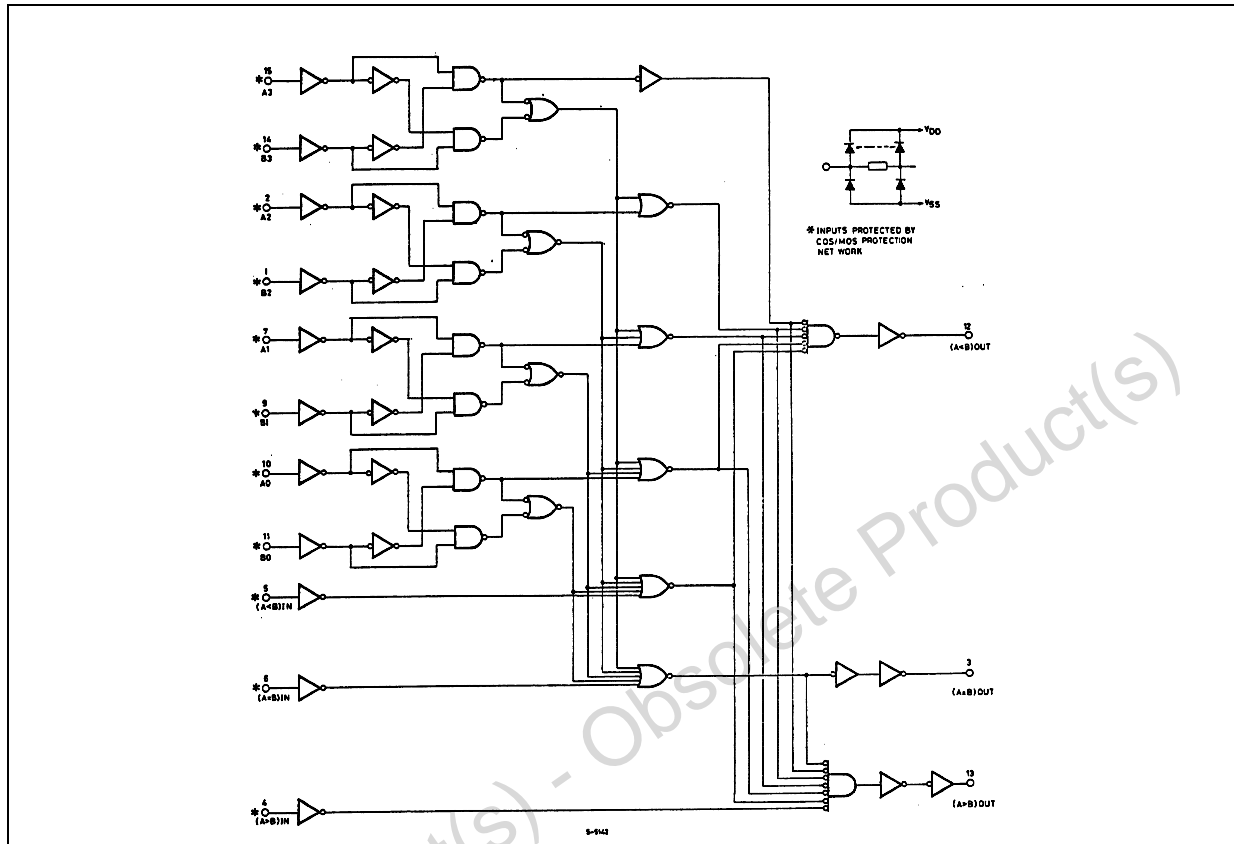 * 15
A3
* 14
B3
* 2
A2
* 1
B2
* 7
A1
* 9
B1
* 10
A0
* 11
B0
* 5
(A<B)IN
* 6
(A=B)IN
* 4
(A>B)IN
VDD
VSS
* INPUTS PROTECTED BY
COS/MOS PROTECTION
NET WORK
12
(A<B)OUT
3
(A=B)OUT
13
(A>B)OUT
S-5142
t(s) - Obsolete Product(s)